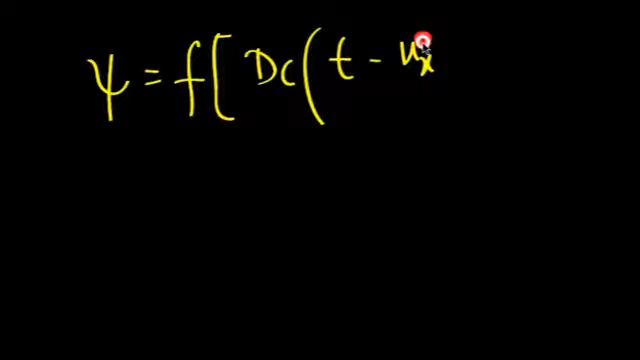 ψ = f[ Dc( t - ux